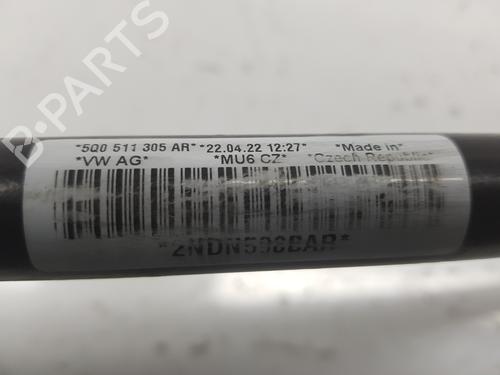 *5Q0 511 305 AR* *22.04.22 12:27* *Made in*
*VW AG* *MU6 CZ* *Czech Republic*
B-PARTS